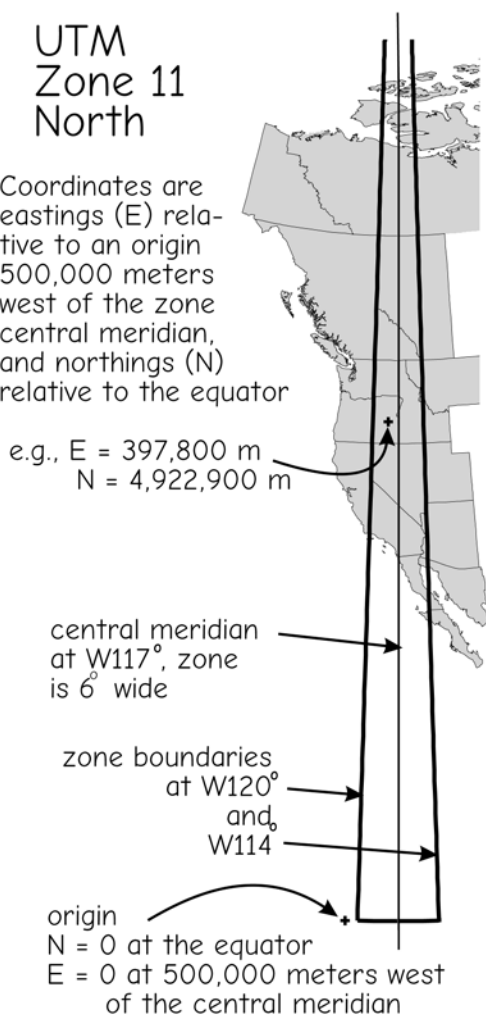 UTM
Zone 11
North
Coordinates are
eastings (E) rela-
tive to an origin
500,000 meters
west of the zone
central meridian,
and northings (N)
relative to the equator
e.g., E = 397,800 m
N = 4,922,900 m
central meridian
at W117°, zone
is 6° wide
zone boundaries
at W120°
and
W114°
origin
N = 0 at the equator
E = 0 at 500,000 meters west
of the central meridian